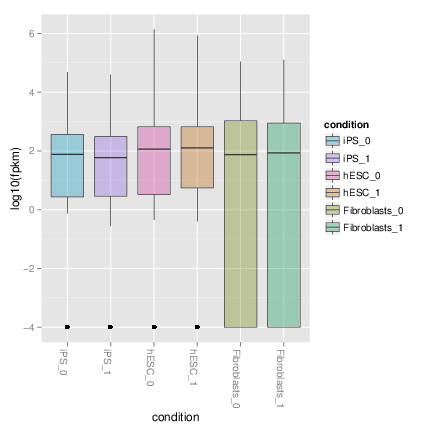 6
4
2
0
−2
−4
log10(fpkm)
iPS_0
iPS_1
hESC_0
hESC_1
Fibroblasts_0
Fibroblasts_1
condition
condition
iPS_0
iPS_1
hESC_0
hESC_1
Fibroblasts_0
Fibroblasts_1